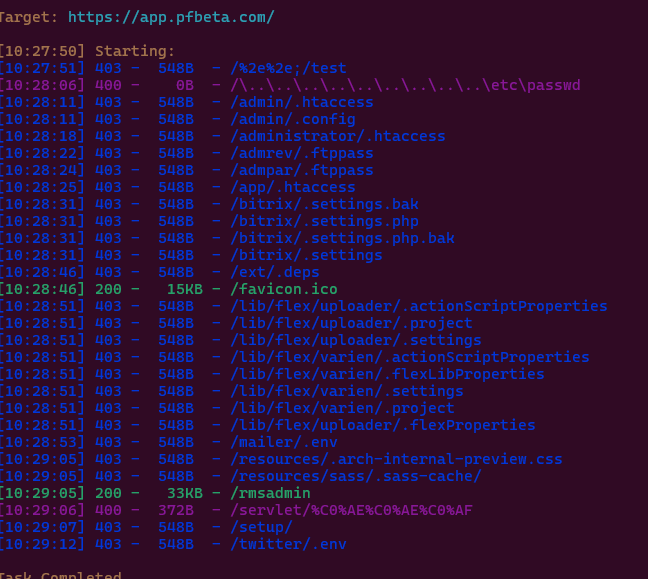 Target: https://app.pfbeta.com/
[10:27:50] Starting:
[10:27:51] 403 - 548B - /%2e%2e;/test
[10:28:06] 400 - 0B - /\..\..\..\..\..\..\..\..\..\etc\passwd
[10:28:11] 403 - 548B - /admin/.htaccess
[10:28:11] 403 - 548B - /admin/.config
[10:28:18] 403 - 548B - /administrator/.htaccess
[10:28:22] 403 - 548B - /admrev/.ftppass
[10:28:24] 403 - 548B - /admpar/.ftppass
[10:28:25] 403 - 548B - /app/.htaccess
[10:28:31] 403 - 548B - /bitrix/.settings.bak
[10:28:31] 403 - 548B - /bitrix/.settings.php
[10:28:31] 403 - 548B - /bitrix/.settings.php.bak
[10:28:31] 403 - 548B - /bitrix/.settings
[10:28:46] 403 - 548B - /ext/.deps
[10:28:46] 200 - 15KB - /favicon.ico
[10:28:51] 403 - 548B - /lib/flex/uploader/.actionScriptProperties
[10:28:51] 403 - 548B - /lib/flex/uploader/.project
[10:28:51] 403 - 548B - /lib/flex/uploader/.settings
[10:28:51] 403 - 548B - /lib/flex/varien/.actionScriptProperties
[10:28:51] 403 - 548B - /lib/flex/varien/.flexLibProperties
[10:28:51] 403 - 548B - /lib/flex/varien/.settings
[10:28:51] 403 - 548B - /lib/flex/varien/.project
[10:28:51] 403 - 548B - /lib/flex/uploader/.flexProperties
[10:28:53] 403 - 548B - /mailer/.env
[10:29:05] 403 - 548B - /resources/.arch-internal-preview.css
[10:29:05] 403 - 548B - /resources/sass/.sass-cache/
[10:29:05] 200 - 33KB - /rmsadmin
[10:29:06] 400 - 372B - /servlet/%C0%AE%C0%AE%C0%AF
[10:29:07] 403 - 548B - /setup/
[10:29:12] 403 - 548B - /twitter/.env
Task Completed